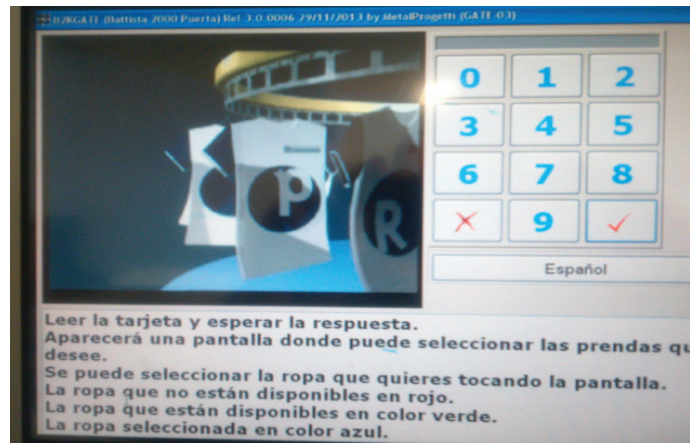 B2KGATE (Battista 2000 Puerta) Rel. 3.0.0006 29/11/2013 by MetalProgetti (GATE-03)
P
R
0 1 2
3 4 5
6 7 8
9
Español
Leer la tarjeta y esperar la respuesta.
Aparecerá una pantalla donde puede seleccionar las prendas qu
desee.
Se puede seleccionar la ropa que quieres tocando la pantalla.
La ropa que no están disponibles en rojo.
La ropa que están disponibles en color verde.
La ropa seleccionada en color azul.